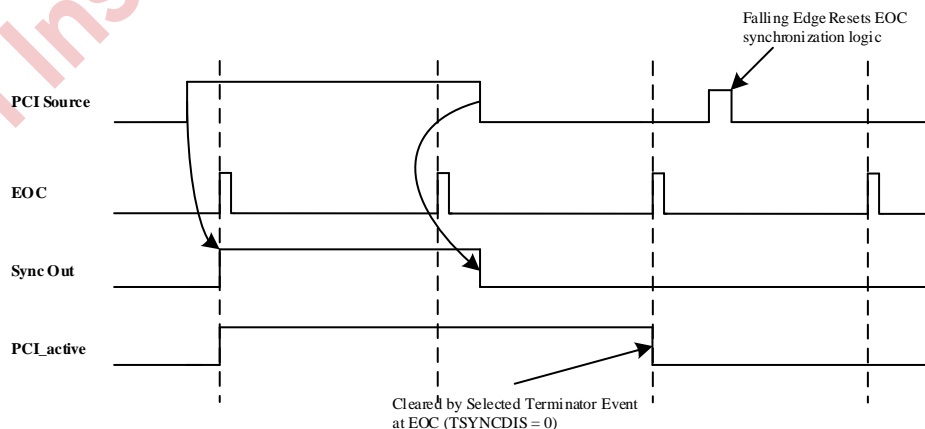 Falling Edge Resets EOC
synchronization logic
PCI Source
EOC
Sync Out
PCI_active
Cleared by Selected Terminator Event
at EOC (TSYNCDIS = 0)